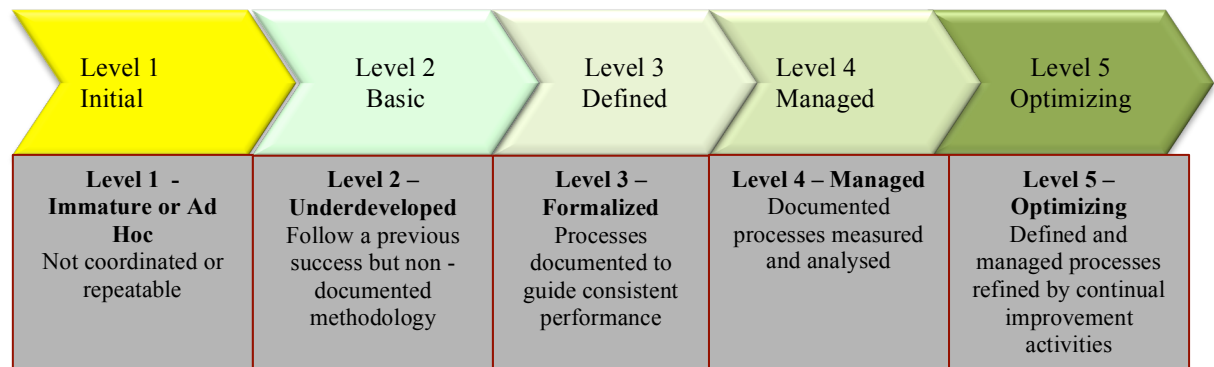 Level 1
Initial
Level 2
Basic
Level 3
Defined
Level 4
Managed
Level 5
Optimizing
Level 1 -
Immature or Ad
Hoc
Not coordinated or
repeatable
Level 2 –
Underdeveloped
Follow a previous
success but non -
documented
methodology
Level 3 –
Formalized
Processes
documented to
guide consistent
performance
Level 4 – Managed
Documented
processes measured
and analysed
Level 5 –
Optimizing
Defined and
managed processes
refined by continual
improvement
activities